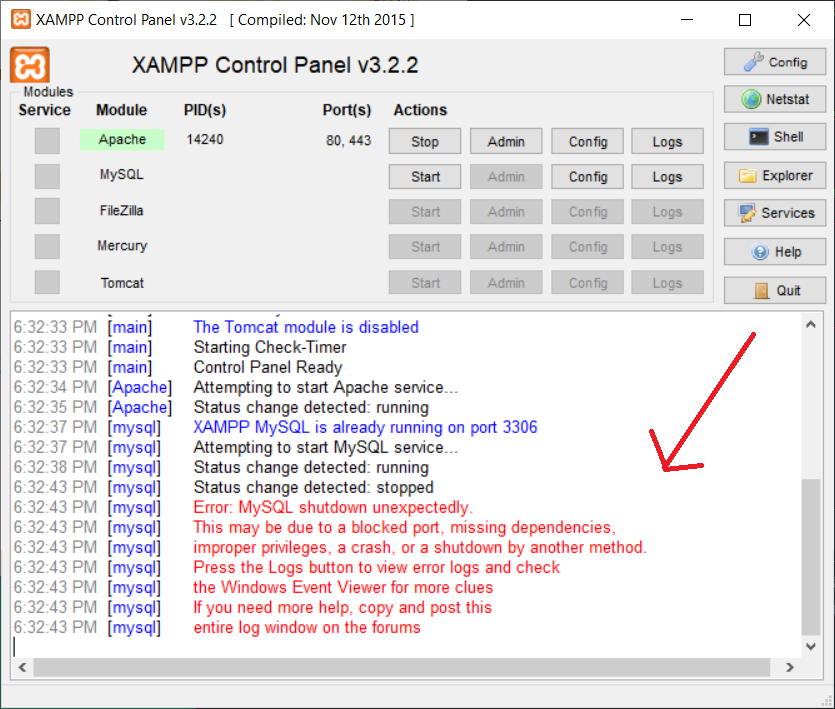 XAMPP Control Panel v3.2.2 [ Compiled: Nov 12th 2015 ]
XAMPP Control Panel v3.2.2
Config
Modules
Service Module PID(s) Port(s) Actions
Netstat
Apache 14240 80, 443 Stop Admin Config Logs
Shell
MySQL Start Admin Config Logs
Explorer
FileZilla Start Admin Config Logs
Services
Mercury Start Admin Config Logs
Help
Tomcat Start Admin Config Logs
Quit
6:32:33 PM [main] The Tomcat module is disabled
6:32:33 PM [main] Starting Check-Timer
6:32:33 PM [main] Control Panel Ready
6:32:34 PM [Apache] Attempting to start Apache service...
6:32:35 PM [Apache] Status change detected: running
6:32:37 PM [mysql] XAMPP MySQL is already running on port 3306
6:32:37 PM [mysql] Attempting to start MySQL service...
6:32:38 PM [mysql] Status change detected: running
6:32:43 PM [mysql] Status change detected: stopped
6:32:43 PM [mysql] Error: MySQL shutdown unexpectedly.
6:32:43 PM [mysql] This may be due to a blocked port, missing dependencies,
6:32:43 PM [mysql] improper privileges, a crash, or a shutdown by another method.
6:32:43 PM [mysql] Press the Logs button to view error logs and check
6:32:43 PM [mysql] the Windows Event Viewer for more clues
6:32:43 PM [mysql] If you need more help, copy and post this
6:32:43 PM [mysql] entire log window on the forums